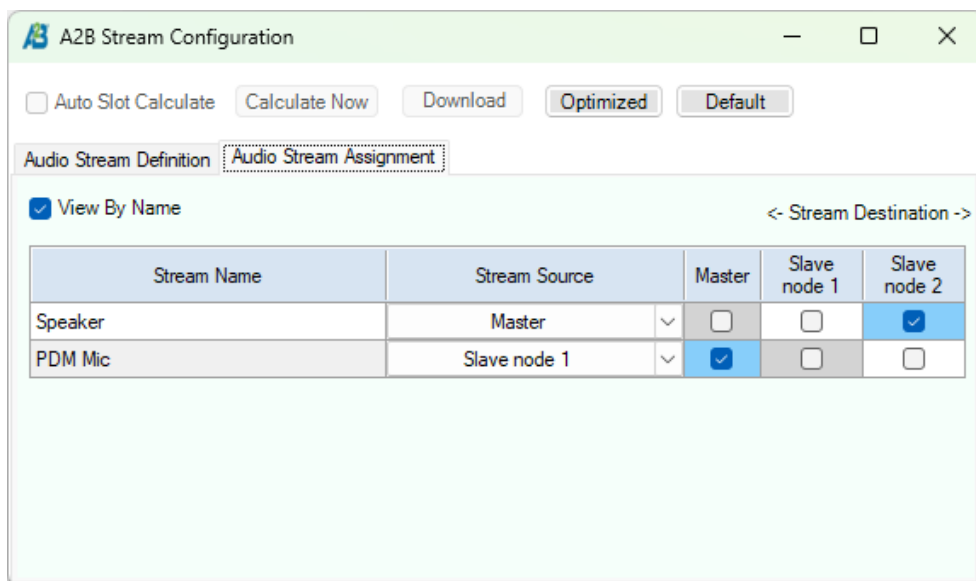 A2B Stream Configuration
Auto Slot Calculate Calculate Now Download Optimized Default
Audio Stream Definition Audio Stream Assignment
View By Name <- Stream Destination ->
Stream Name Stream Source Master Slave node 1 Slave node 2
Speaker Master
PDM Mic Slave node 1